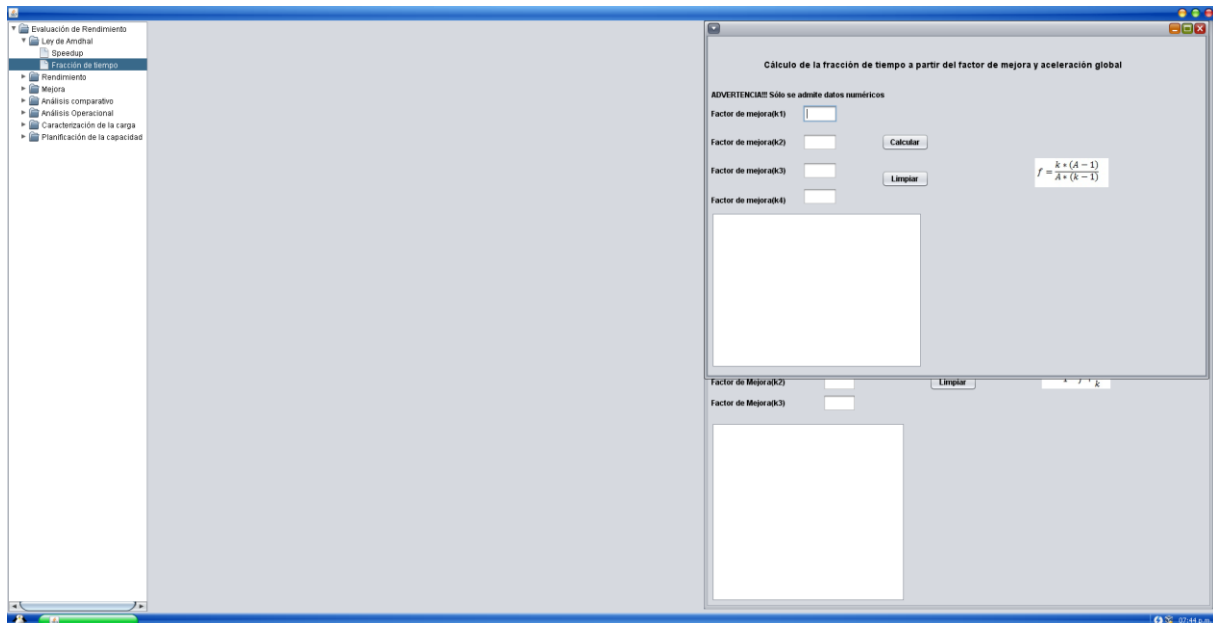 Evaluación de Rendimiento
Ley de Amdhal
Speedup
Fracción de tiempo
Rendimiento
Mejora
Análisis comparativo
Análisis Operacional
Caracterización de la carga
Planificación de la capacidad
Cálculo de la fracción de tiempo a partir del factor de mejora y aceleración global
ADVERTENCIA!!! Sólo se admite datos numéricos
Factor de mejora(k1)
Factor de mejora(k2)
Calcular
Factor de mejora(k3)
Limpiar
f = k * (A − 1) / A * (k − 1)
Factor de mejora(k4)
Factor de Mejora(k2)
Limpiar
k
Factor de Mejora(k3)
07:44 p.m.